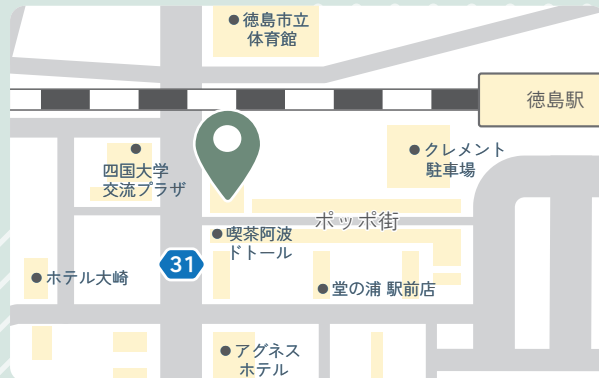 徳島市立
体育館
徳島駅
クレメント
駐車場
四国大学
交流プラザ
ポッポ街
喫茶阿波
ドトール
31
ホテル大崎
堂の浦 駅前店
アグネス
ホテル